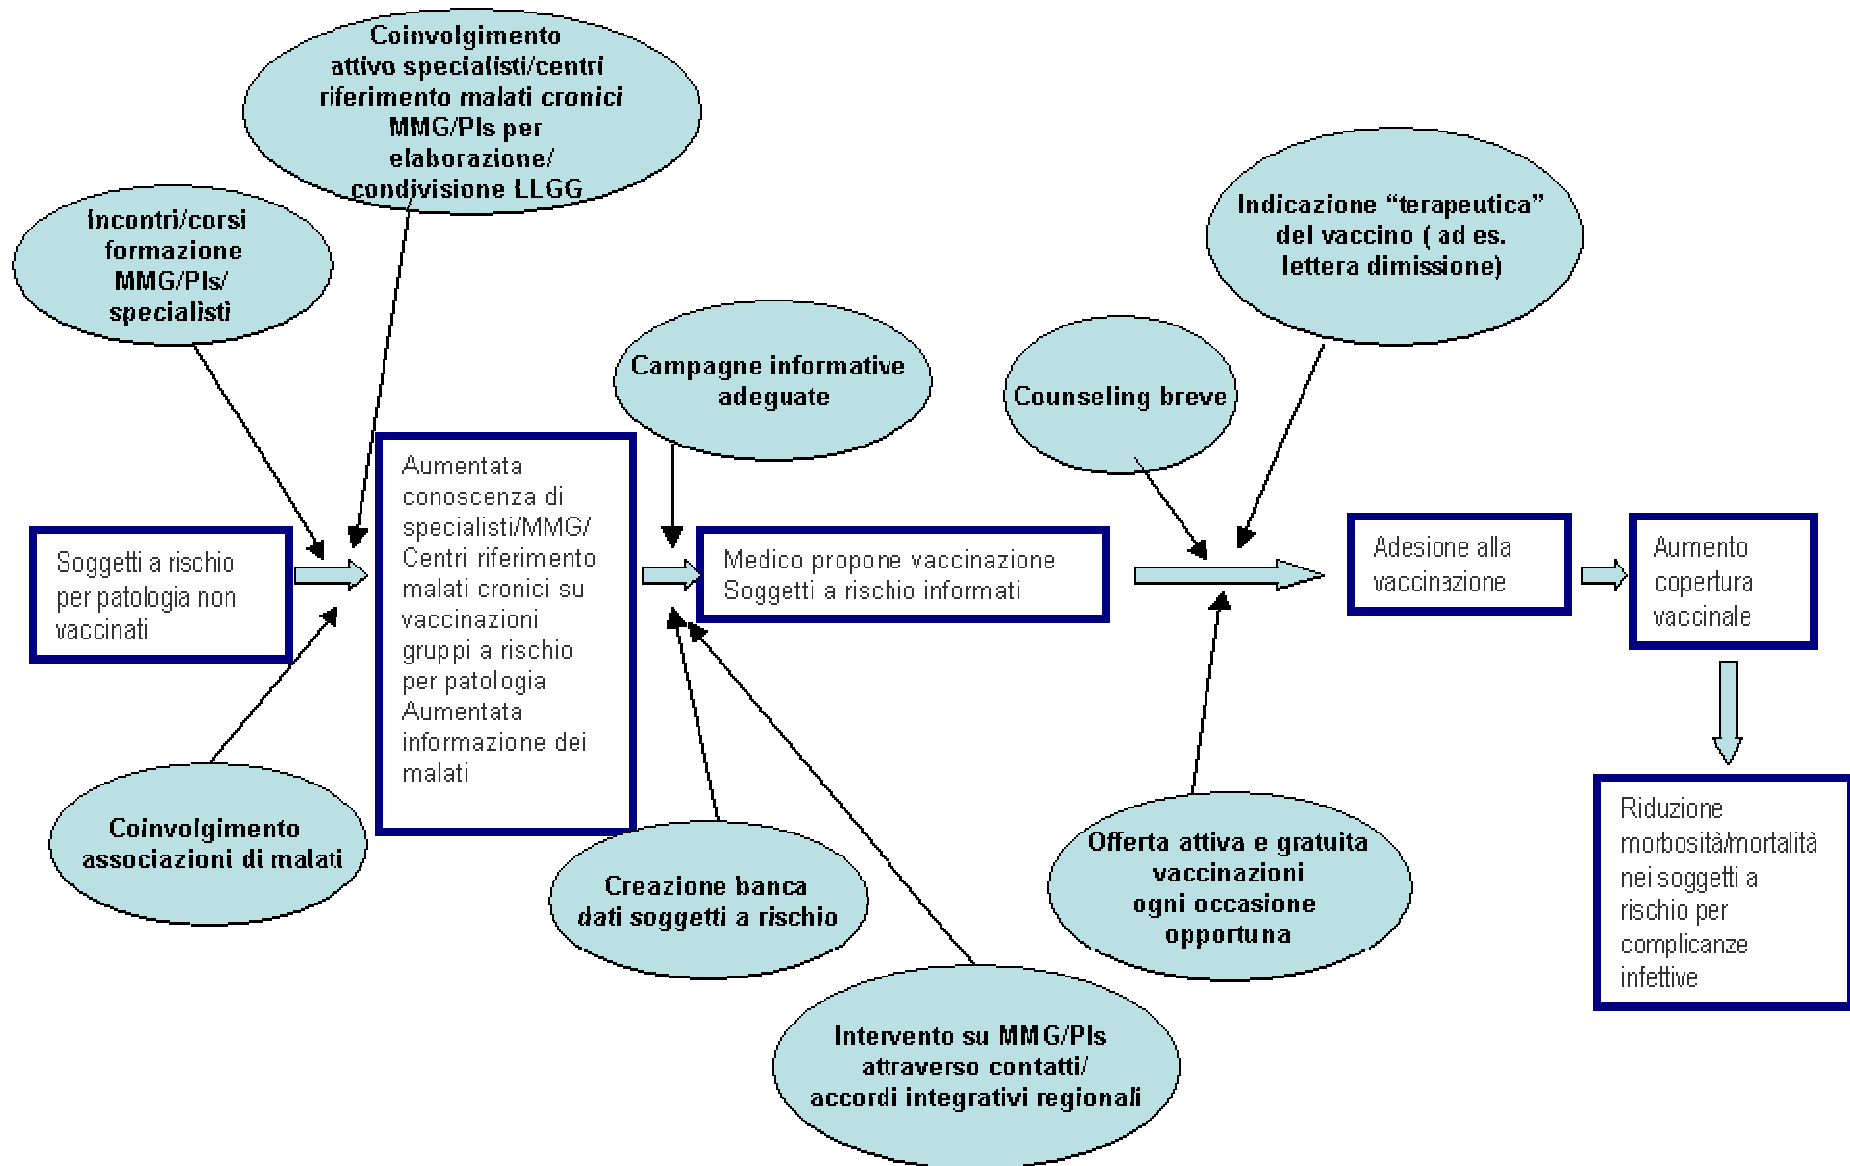 Coinvolgimento
attivo specialisti/centri
riferimento malati cronici
MMG/Pls per
elaborazione/
condivisione LLGG
Incontri/corsi
formazione
MMG/Pls/
specialisti
Indicazione “terapeutica”
del vaccino ( ad es.
lettera dimissione)
Campagne informative
adeguate
Counseling breve
Soggetti a rischio
per patologia non
vaccinati
Aumentata
conoscenza di
specialisti/MMG/
Centri riferimento
malati cronici su
vaccinazioni
gruppi a rischio
per patologia
Aumentata
informazione dei
malati
Medico propone vaccinazione
Soggetti a rischio informati
Adesione alla
vaccinazione
Aumento
copertura
vaccinale
Riduzione
morbosità/mortalità
nei soggetti a
rischio per
complicanze
infettive
Coinvolgimento
associazioni di malati
Creazione banca
dati soggetti a rischio
Offerta attiva e gratuita
vaccinazioni
ogni occasione
opportuna
Intervento su MMG/Pls
attraverso contatti/
accordi integrativi regionali